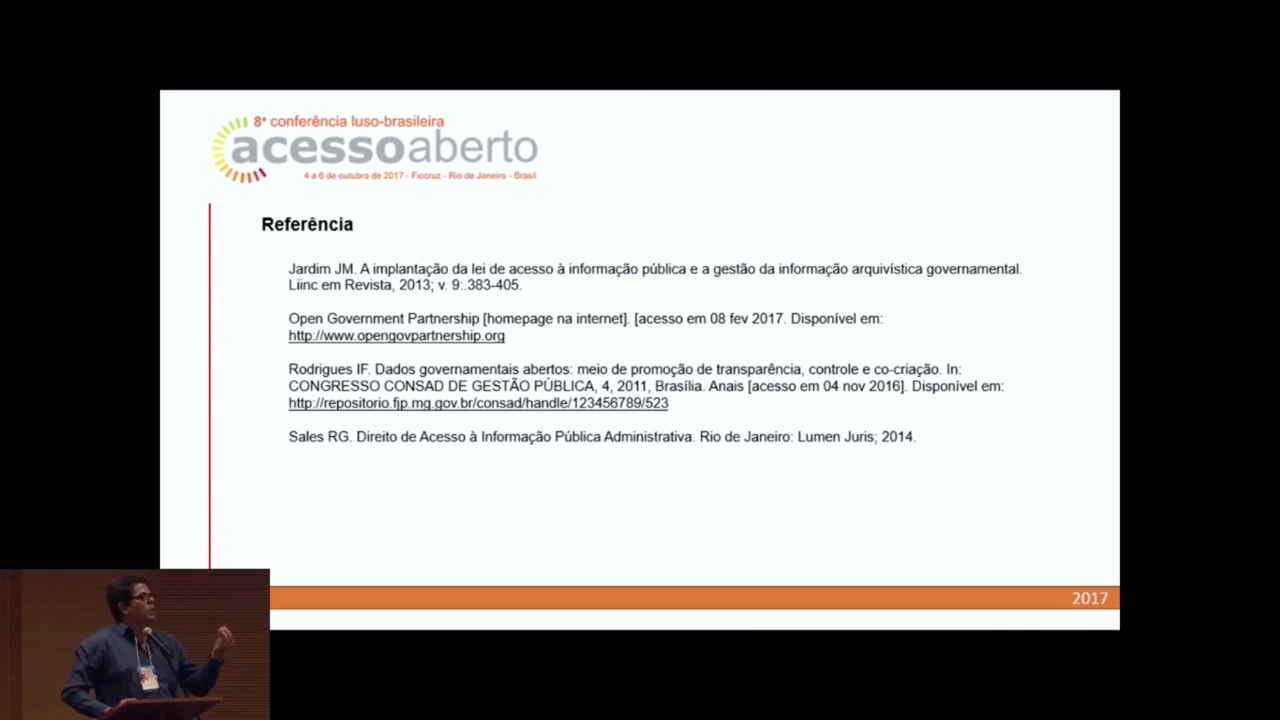 8ª conferência luso-brasileira
acessoaberto
4 a 6 de outubro de 2017 - Fiocruz - Rio de Janeiro - Brasil
Referência
Jardim JM. A implantação da lei de acesso à informação pública e a gestão da informação arquivística governamental.
Liinc em Revista, 2013; v. 9:.383-405.
Open Government Partnership [homepage na internet]. [acesso em 08 fev 2017. Disponível em:
http://www.opengovpartnership.org
Rodrigues IF. Dados governamentais abertos: meio de promoção de transparência, controle e co-criação. In:
CONGRESSO CONSAD DE GESTÃO PÚBLICA, 4, 2011, Brasília. Anais [acesso em 04 nov 2016]. Disponível em:
http://repositorio.fjp.mg.gov.br/consad/handle/123456789/523
Sales RG. Direito de Acesso à Informação Pública Administrativa. Rio de Janeiro: Lumen Juris; 2014.
2017